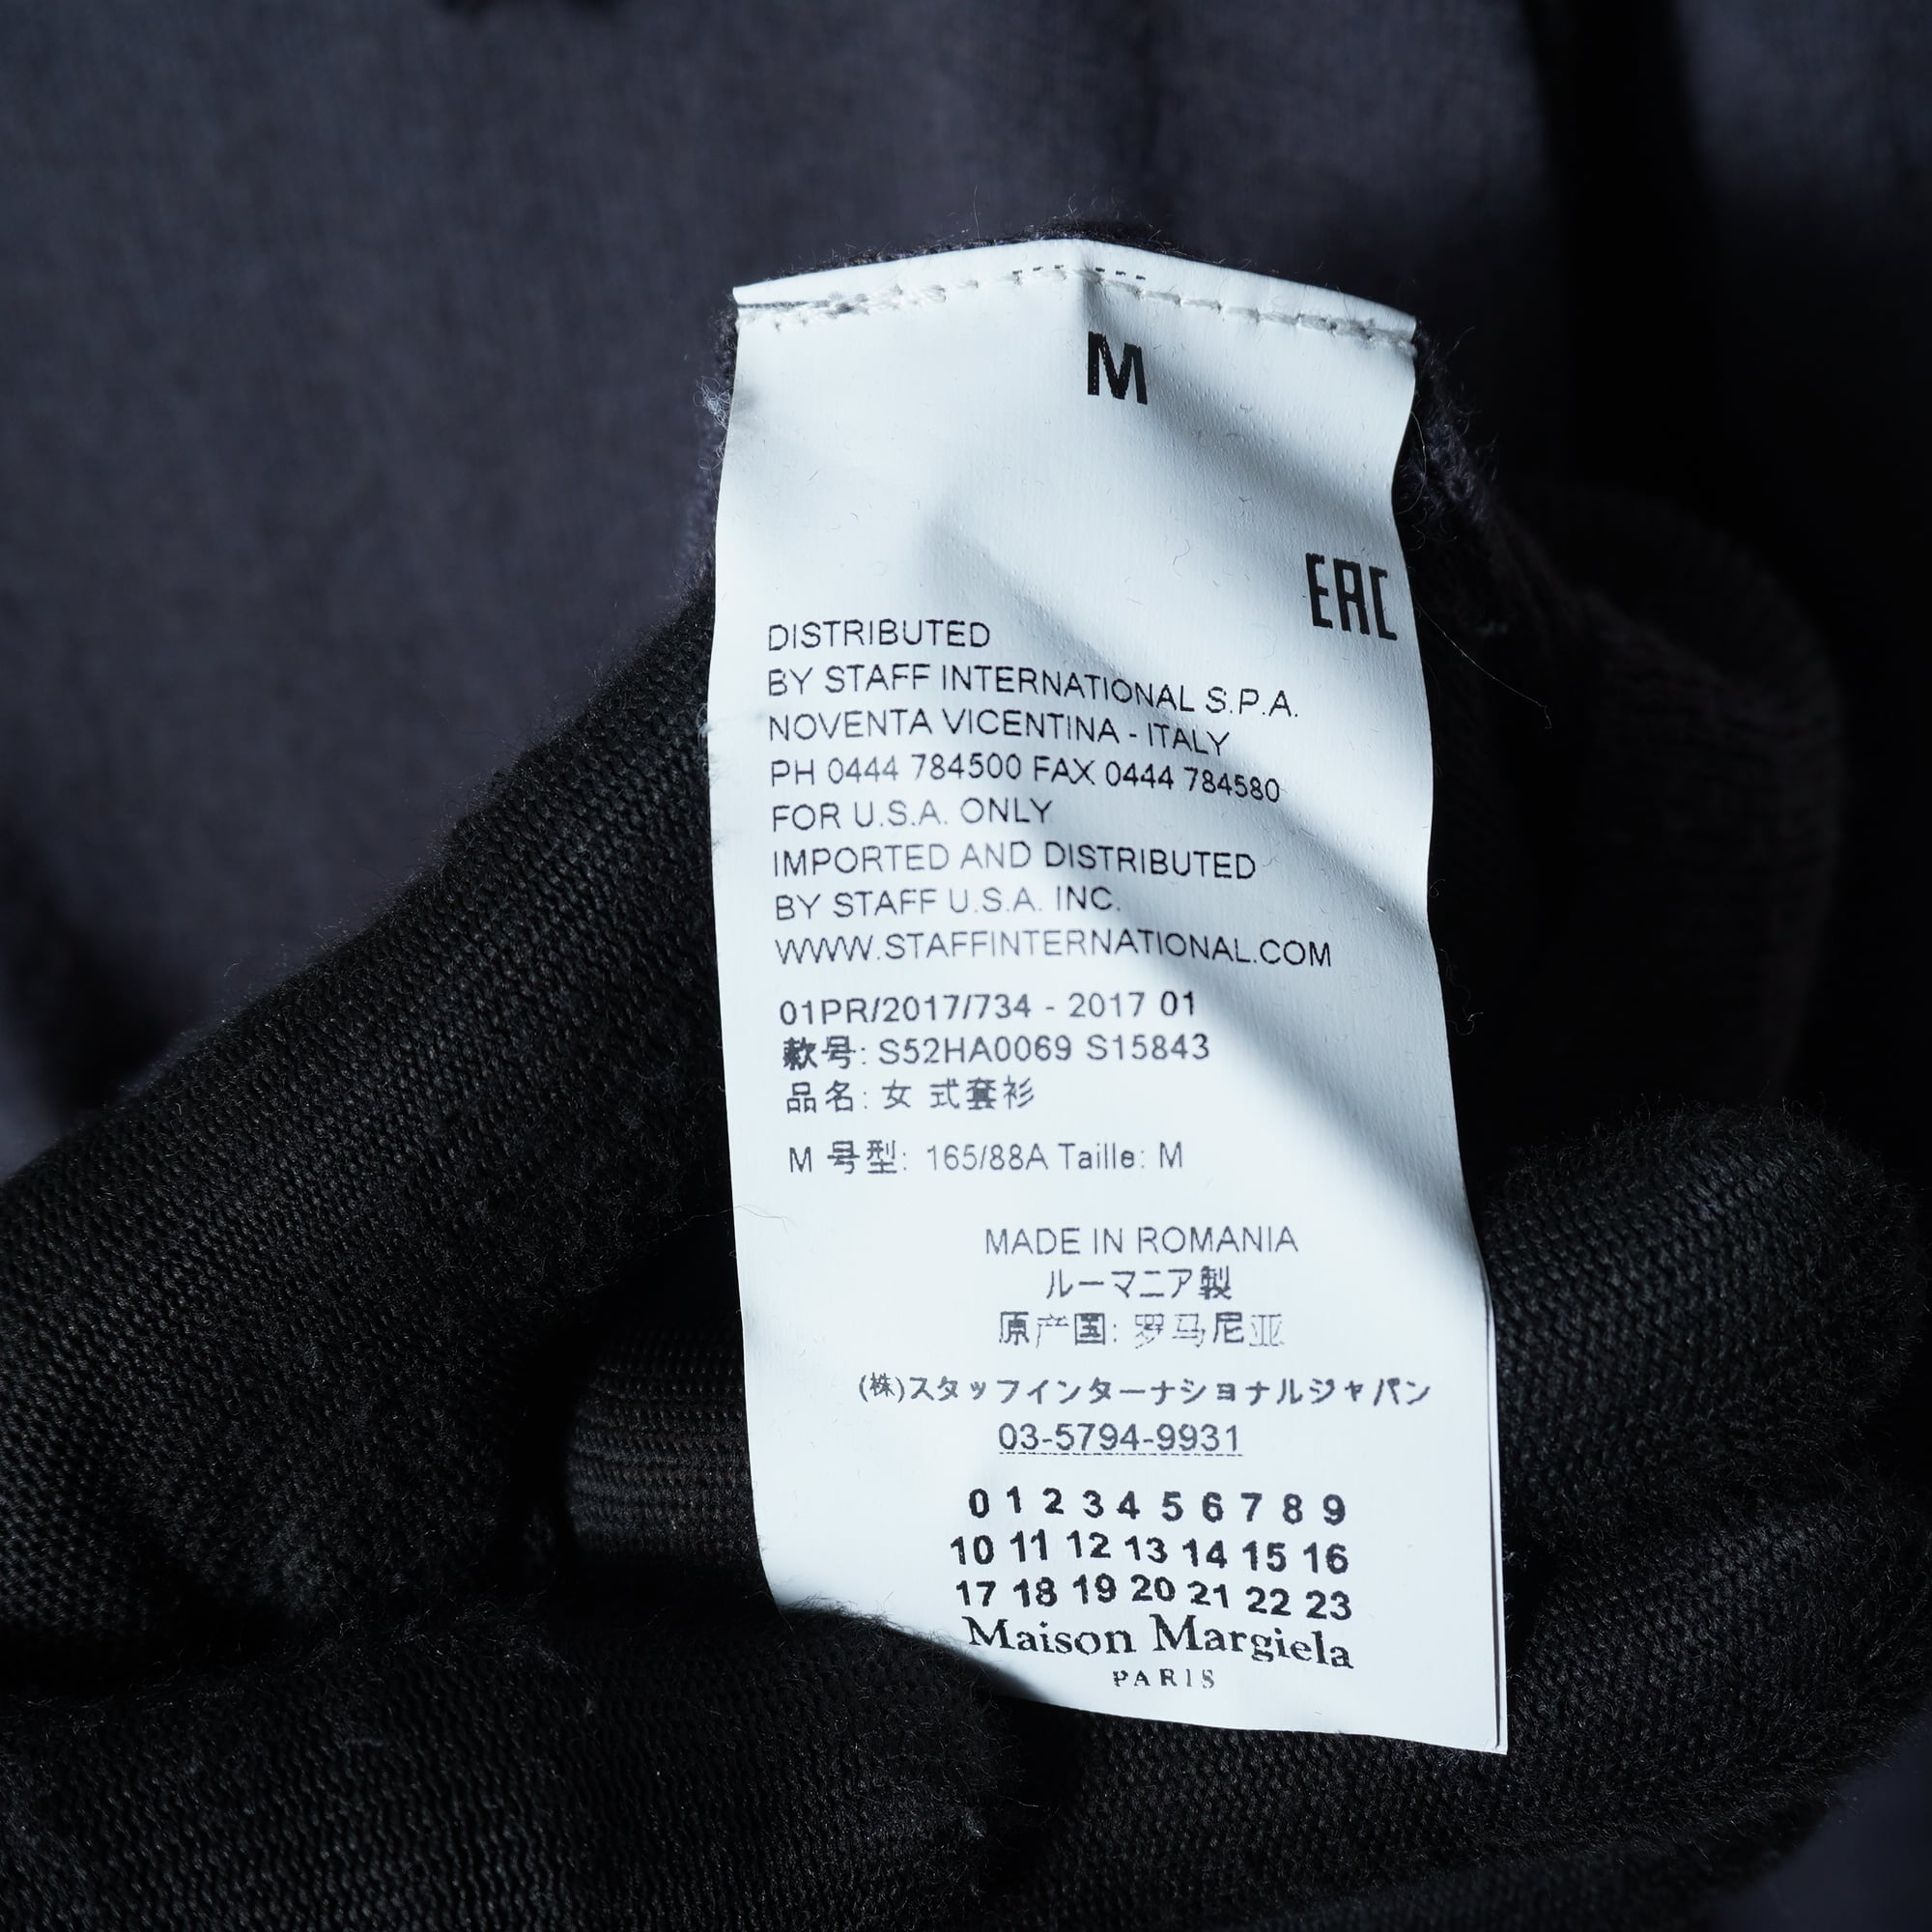 M
EAC
DISTRIBUTED
BY STAFF INTERNATIONAL S.P.A.
NOVENTA VICENTINA - ITALY
PH 0444 784500 FAX 0444 784580
FOR U.S.A. ONLY
IMPORTED AND DISTRIBUTED
BY STAFF U.S.A. INC.
WWW.STAFFINTERNATIONAL.COM
01PR/2017/734 - 2017 01
款号: S52HA0069 S15843
品名: 女 式套衫
M 号型: 165/88A Taille: M
MADE IN ROMANIA
ルーマニア製
原产国: 罗马尼亚
(株)スタッフインターナショナルジャパン
03-5794-9931
0 1 2 3 4 5 6 7 8 9
10 11 12 13 14 15 16
17 18 19 20 21 22 23
Maison Margiela
PARIS